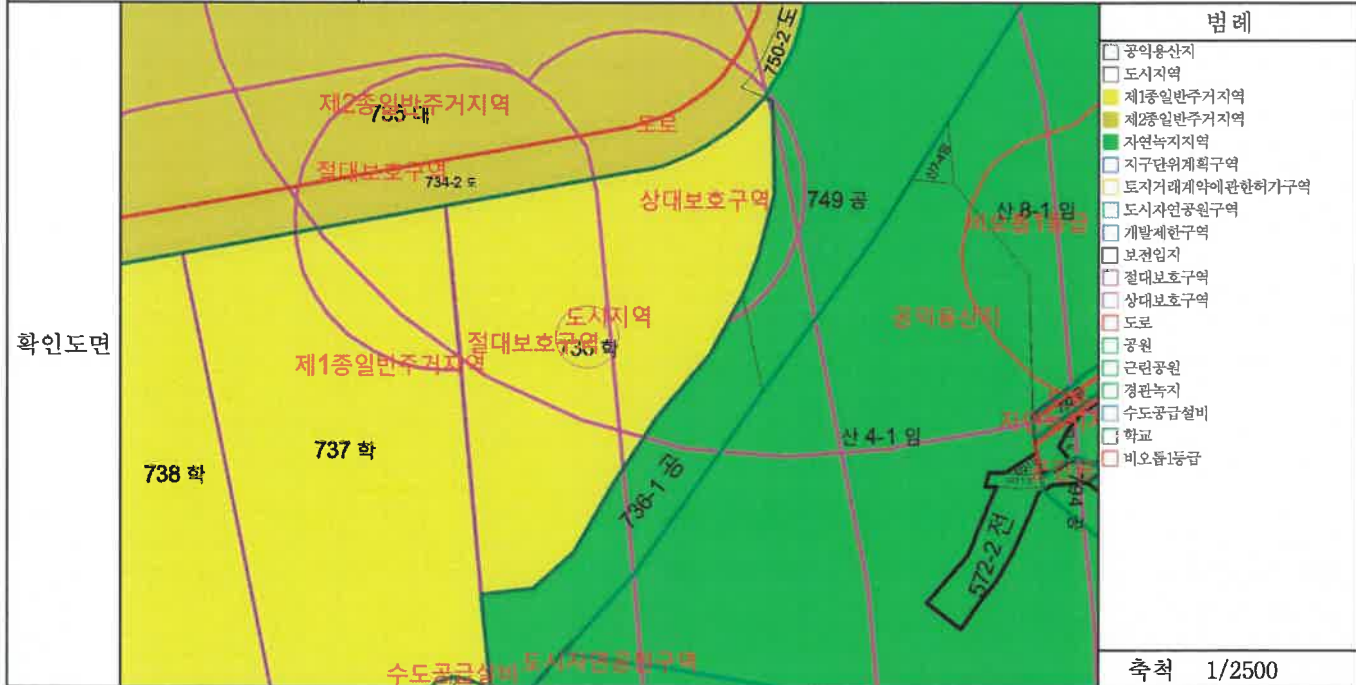 확인도면
제2종일반주거지역
735 대
도로
750-2 도
절대보호구역
734-2 도
상대보호구역
749 공
산 8-1 임
비오톱1등급
도시지역
공익용산지
절대보호구역
736 학
제1종일반주거지역
737 학
738 학
산 4-1 임
736-1 공
572-2 전
수도공급설비
도시자연공원구역
범례
공익용산지
도시지역
제1종일반주거지역
제2종일반주거지역
자연녹지지역
지구단위계획구역
토지거래계약에관한허가구역
도시자연공원구역
개발제한구역
보전임지
절대보호구역
상대보호구역
도로
공원
근린공원
경관녹지
수도공급설비
학교
비오톱1등급
축척 1/2500